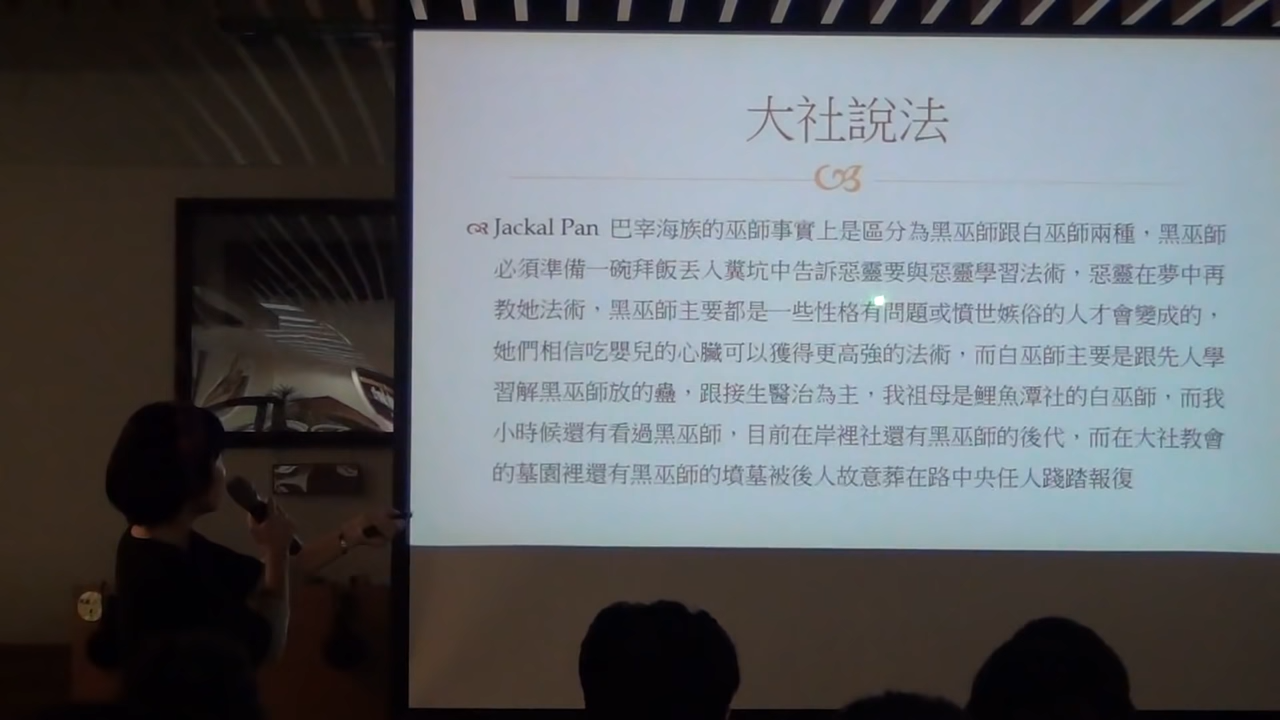 大社說法
Jackal Pan 巴宰海族的巫師事實上是區分為黑巫師跟白巫師兩種，黑巫師
必須準備一碗拜飯丟人糞坑中告訴惡靈要與惡靈學習法術，惡靈在夢中再
教她法術，黑巫師主要都是一些性格有問題或憤世嫉俗的人才會變成的，
她們相信吃嬰兒的心臟可以獲得更高強的法術，而白巫師主要是跟先人學
習解黑巫師放的蠱，跟接生醫治為主，我祖母是鯉魚潭社的白巫師，而我
小時候還有看過黑巫師，目前在岸裡社還有黑巫師的後代，而在大社教會
的墓園裡還有黑巫師的墳墓被後人故意葬在路中央任人踐踏報復